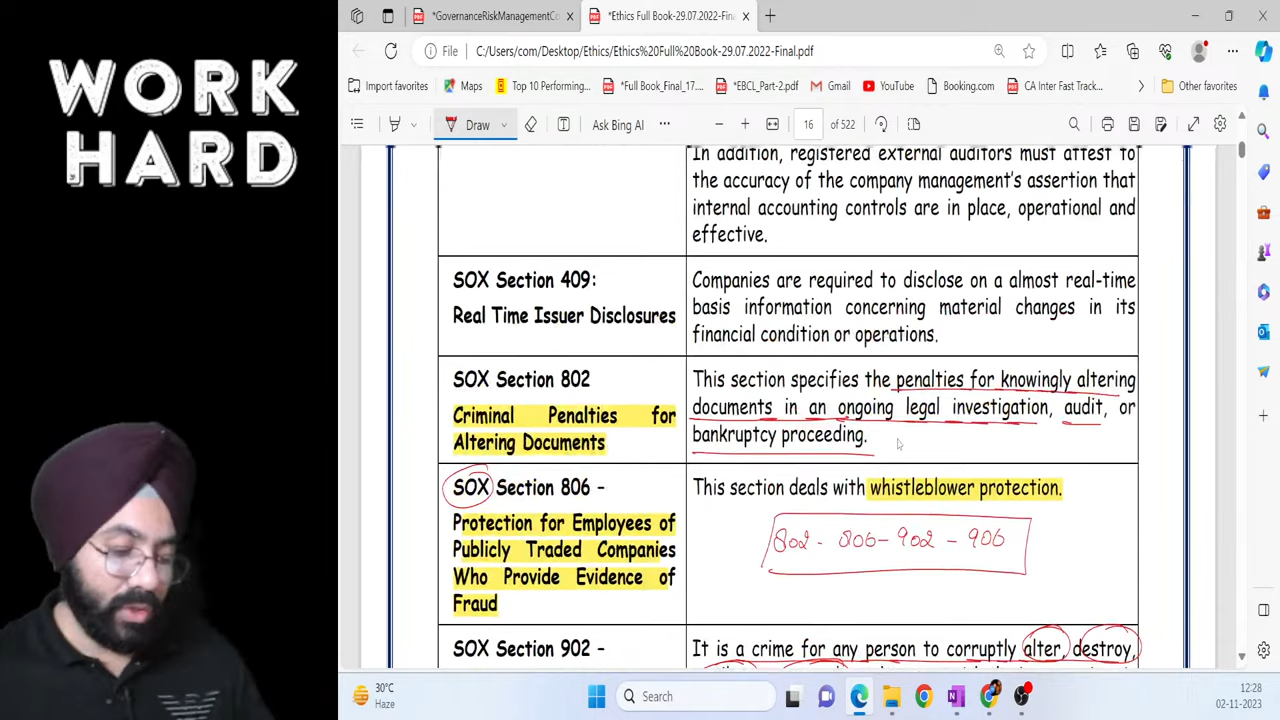 WORK
HARD
*GovernanceRiskManagementCo
*Ethics Full Book-29.07.2022-Fina
File
C:/Users/com/Desktop/Ethics/Ethics%20Full%20Book-29.07.2022-Final.pdf
Import favorites
Maps
Top 10 Performing...
*Full Book_Final_17...
*EBCL_Part-2.pdf
Gmail
YouTube
Booking.com
CA Inter Fast Track...
Other favorites
Draw
Ask Bing AI
16 of 522
In addition, registered external auditors must attest to
the accuracy of the company management's assertion that
internal accounting controls are in place, operational and
effective.
SOX Section 409:
Real Time Issuer Disclosures
Companies are required to disclose on a almost real-time
basis information concerning material changes in its
financial condition or operations.
SOX Section 802
Criminal Penalties for
Altering Documents
This section specifies the penalties for knowingly altering
documents in an ongoing legal investigation, audit, or
bankruptcy proceeding.
SOX Section 806 -
Protection for Employees of
Publicly Traded Companies
Who Provide Evidence of
Fraud
This section deals with whistleblower protection.
802 - 806 - 902 - 906
SOX Section 902 -
It is a crime for any person to corruptly alter, destroy,
30°C
Haze
Search
12:28
02-11-2023